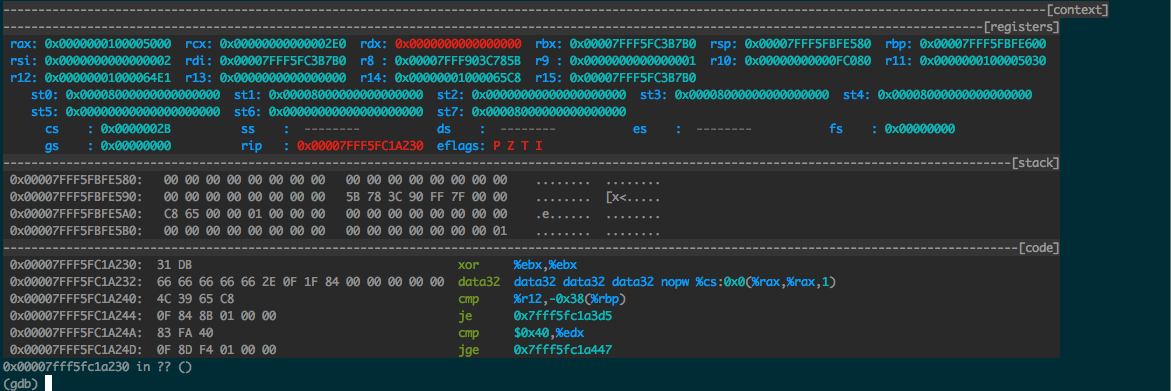 [context]
[registers]
rax: 0x0000000100005000 rcx: 0x00000000000002E0 rdx: 0x0000000000000000 rbx: 0x00007FFF5FC3B7B0 rsp: 0x00007FFF5FBFE580 rbp: 0x00007FFF5FBFE600
rsi: 0x0000000000000002 rdi: 0x00007FFF5FC3B7B0 r8 : 0x00007FFF903C785B r9 : 0x0000000000000001 r10: 0x00000000000FC080 r11: 0x0000000100005030
r12: 0x00000001000064E1 r13: 0x0000000000000000 r14: 0x00000001000065C8 r15: 0x00007FFF5FC3B7B0
st0: 0x00008000000000000000 st1: 0x00008000000000000000 st2: 0x00000000000000000000 st3: 0x00008000000000000000 st4: 0x00008000000000000000
st5: 0x00000000000000000000 st6: 0x00000000000000000000 st7: 0x00008000000000000000
cs : 0x0000002B ss : -------- ds : -------- es : -------- fs : 0x00000000
gs : 0x00000000 rip : 0x00007FFF5FC1A230 eflags: P Z T I
[stack]
0x00007FFF5FBFE580: 00 00 00 00 00 00 00 00 00 00 00 00 00 00 00 00 ........ ........
0x00007FFF5FBFE590: 00 00 00 00 00 00 00 00 5B 78 3C 90 FF 7F 00 00 ........ [x<.....
0x00007FFF5FBFE5A0: C8 65 00 00 01 00 00 00 00 00 00 00 00 00 00 00 .e...... ........
0x00007FFF5FBFE5B0: 00 00 00 00 00 00 00 00 00 00 00 00 00 00 00 01 ........ ........
[code]
0x00007FFF5FC1A230: 31 DB xor %ebx,%ebx
0x00007FFF5FC1A232: 66 66 66 66 66 2E 0F 1F 84 00 00 00 00 00 data32 data32 data32 data32 nopw %cs:0x0(%rax,%rax,1)
0x00007FFF5FC1A240: 4C 39 65 C8 cmp %r12,-0x38(%rbp)
0x00007FFF5FC1A244: 0F 84 8B 01 00 00 je 0x7fff5fc1a3d5
0x00007FFF5FC1A24A: 83 FA 40 cmp $0x40,%edx
0x00007FFF5FC1A24D: 0F 8D F4 01 00 00 jge 0x7fff5fc1a447
0x00007fff5fc1a230 in ?? ()
(gdb)